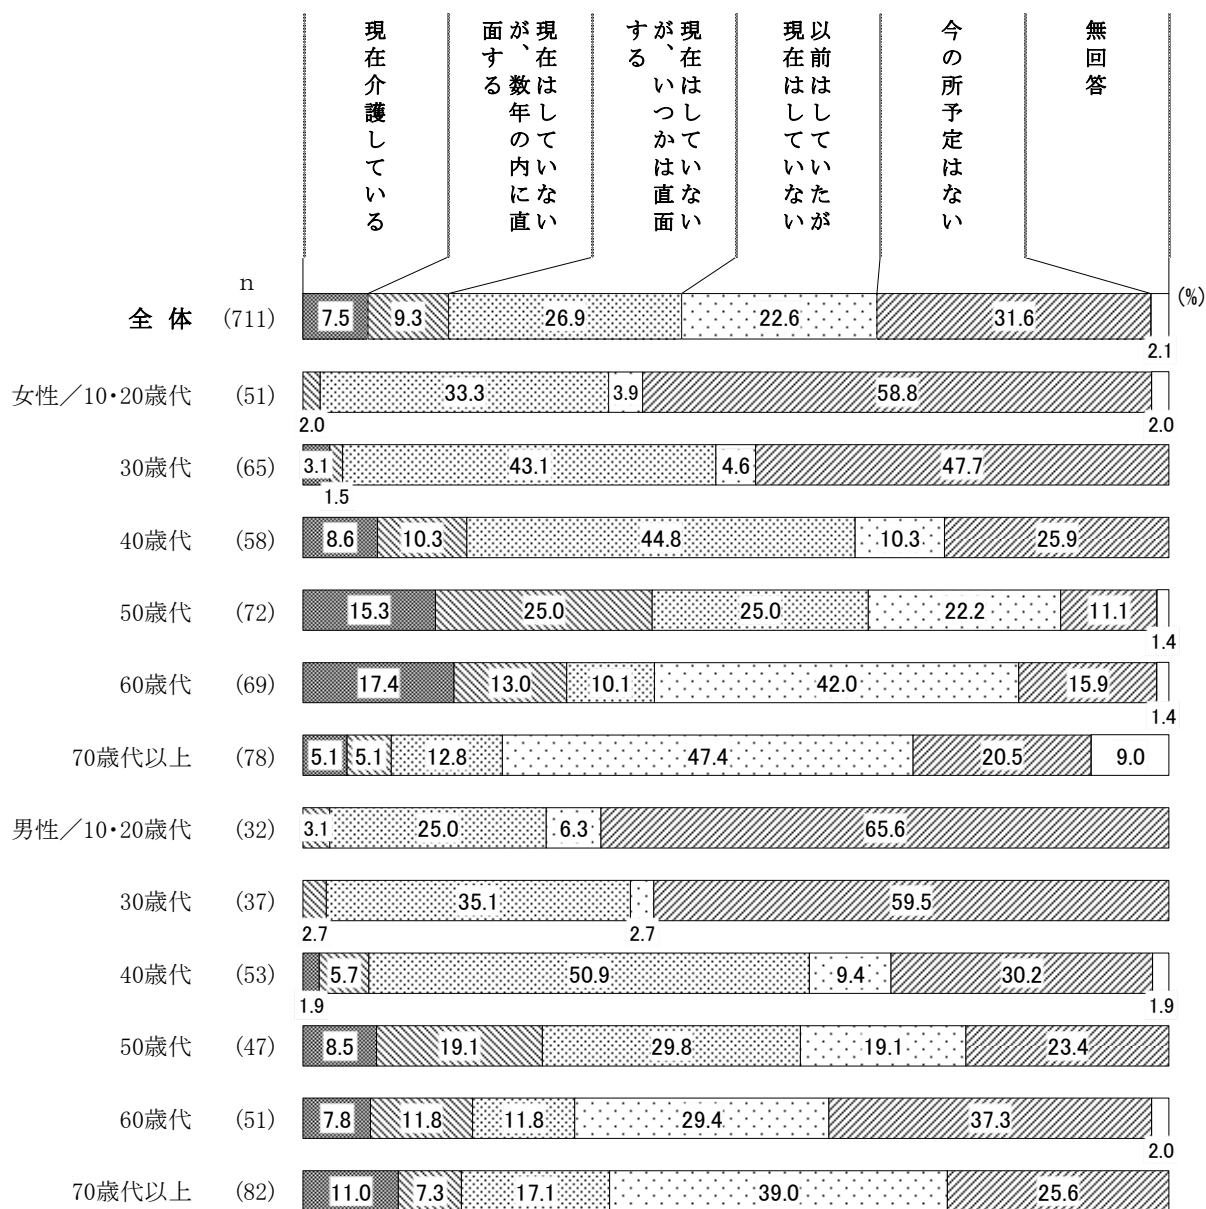 現在介護している
現在はしていない
が、数年の内に直
面する
現在はしていない
が、いつかは直面
する
以前はしていたが
現在はしていない
今の所予定はない
無回答
n
(%)
全 体 (711) 7.5 9.3 26.9 22.6 31.6 2.1
女性／10・20歳代 (51) 2.0 33.3 3.9 58.8 2.0
30歳代 (65) 3.1 1.5 43.1 4.6 47.7
40歳代 (58) 8.6 10.3 44.8 10.3 25.9
50歳代 (72) 15.3 25.0 25.0 22.2 11.1 1.4
60歳代 (69) 17.4 13.0 10.1 42.0 15.9 1.4
70歳代以上 (78) 5.1 5.1 12.8 47.4 20.5 9.0
男性／10・20歳代 (32) 3.1 25.0 6.3 65.6
30歳代 (37) 2.7 35.1 2.7 59.5
40歳代 (53) 1.9 5.7 50.9 9.4 30.2 1.9
50歳代 (47) 8.5 19.1 29.8 19.1 23.4
60歳代 (51) 7.8 11.8 11.8 29.4 37.3 2.0
70歳代以上 (82) 11.0 7.3 17.1 39.0 25.6